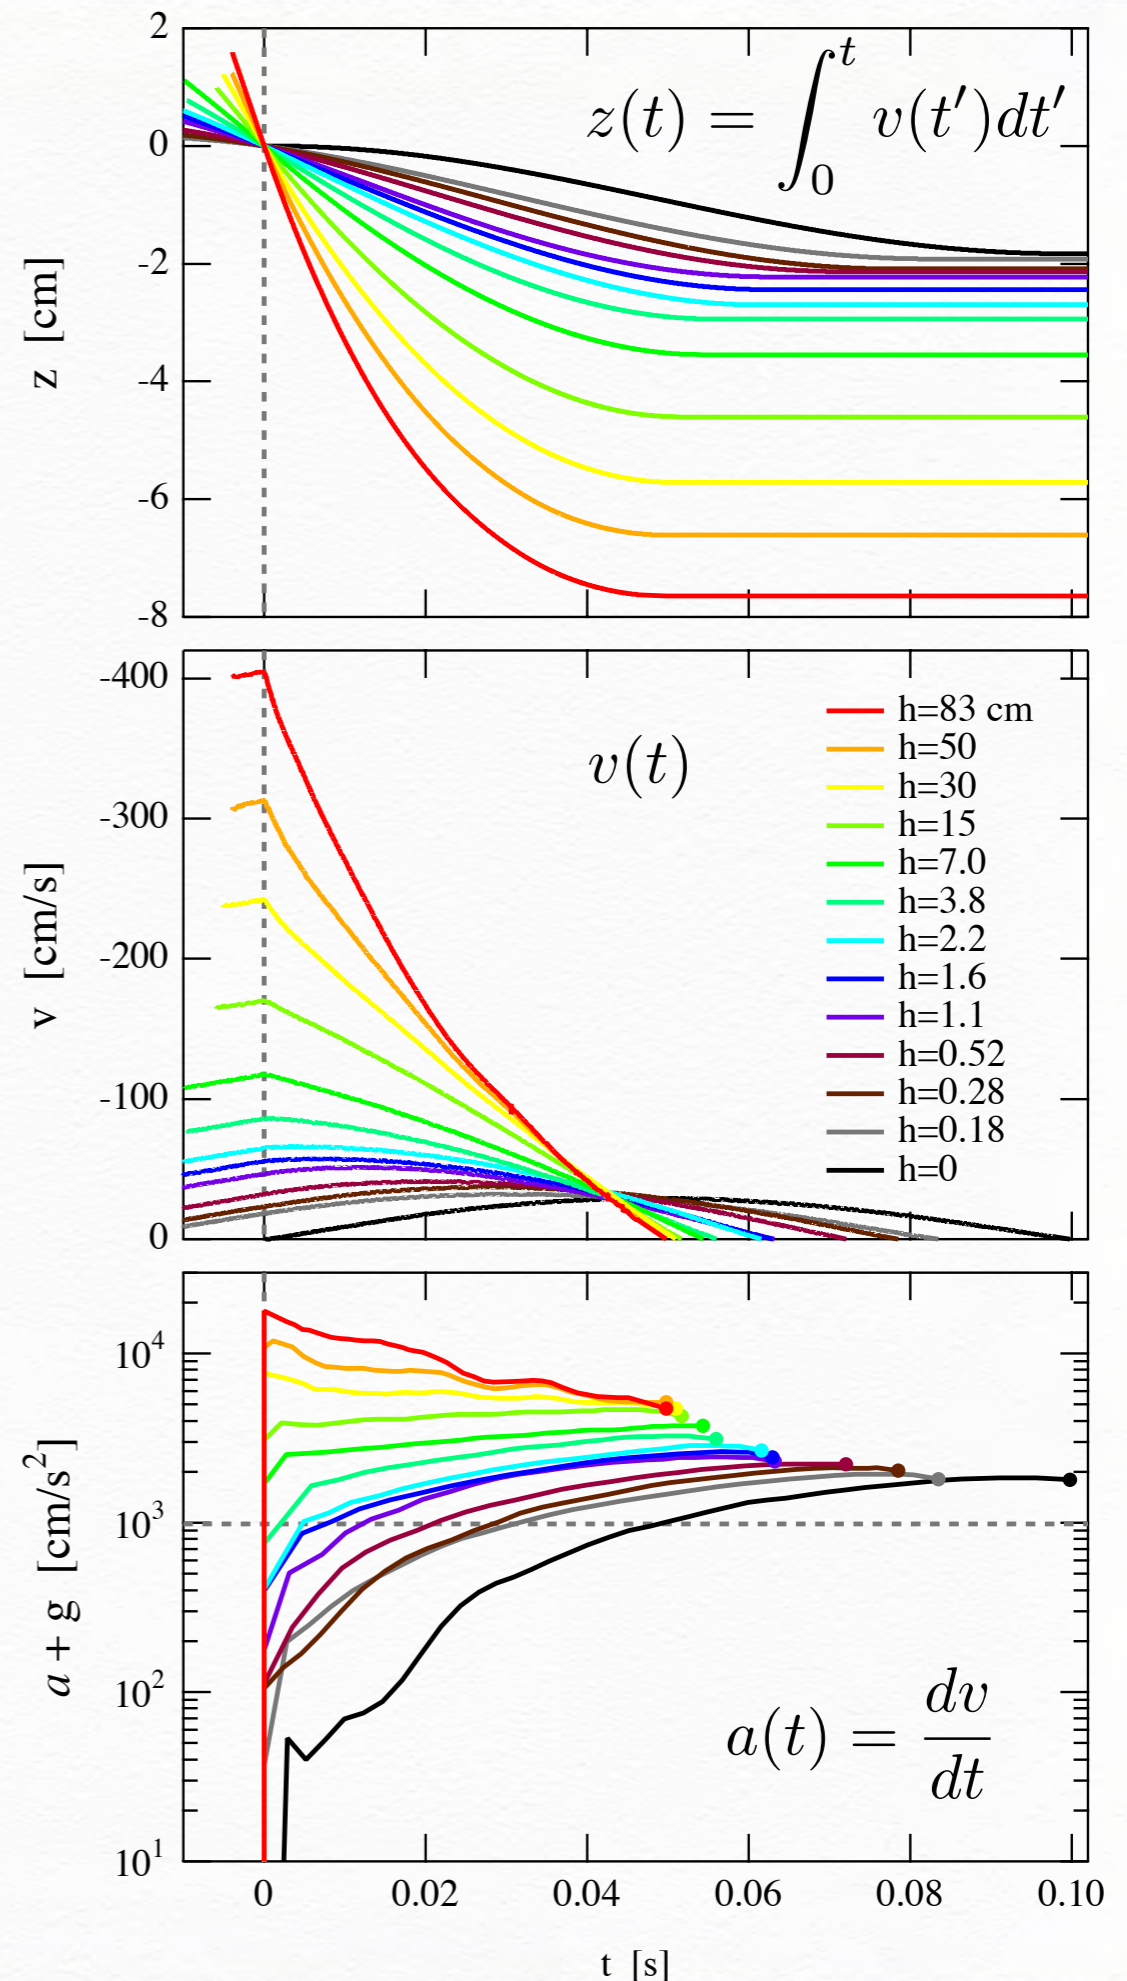 2
0
-2
-4
-6
-8
z [cm]
z(t) = ∫₀ᵗ v(t′)dt′
-400
-300
-200
-100
0
v [cm/s]
v(t)
h=83 cm
h=50
h=30
h=15
h=7.0
h=3.8
h=2.2
h=1.6
h=1.1
h=0.52
h=0.28
h=0.18
h=0
10⁴
10³
10²
10¹
a + g [cm/s²]
a(t) = dv/dt
0 0.02 0.04 0.06 0.08 0.10
t [s]